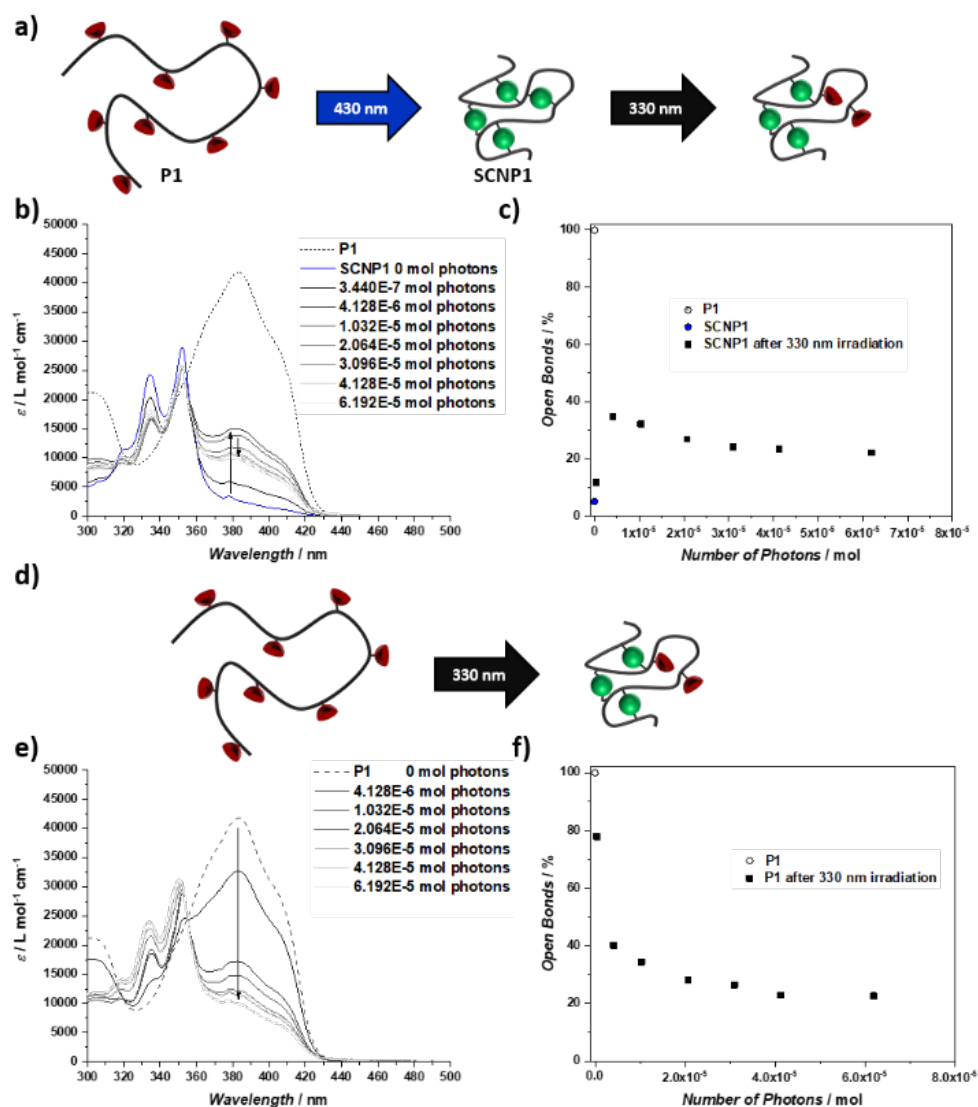 a)
430 nm
330 nm
P1
SCNP1
b)
ε / L mol⁻¹ cm⁻¹
50000
45000
40000
35000
30000
25000
20000
15000
10000
5000
0
P1
SCNP1 0 mol photons
3.440E-7 mol photons
4.128E-6 mol photons
1.032E-5 mol photons
2.064E-5 mol photons
3.096E-5 mol photons
4.128E-5 mol photons
6.192E-5 mol photons
300 320 340 360 380 400 420 440 460 480 500
Wavelength / nm
c)
Open Bonds / %
100
80
60
40
20
0
P1
SCNP1
SCNP1 after 330 nm irradiation
0 1x10⁻⁵ 2x10⁻⁵ 3x10⁻⁵ 4x10⁻⁵ 5x10⁻⁵ 6x10⁻⁵ 7x10⁻⁵ 8x10⁻⁵
Number of Photons / mol
d)
330 nm
e)
ε / L mol⁻¹ cm⁻¹
50000
45000
40000
35000
30000
25000
20000
15000
10000
5000
0
P1 0 mol photons
4.128E-6 mol photons
1.032E-5 mol photons
2.064E-5 mol photons
3.096E-5 mol photons
4.128E-5 mol photons
6.192E-5 mol photons
300 320 340 360 380 400 420 440 460 480 500
Wavelength / nm
f)
Open Bonds / %
100
80
60
40
20
0
P1
P1 after 330 nm irradiation
0.0 2.0x10⁻⁵ 4.0x10⁻⁵ 6.0x10⁻⁵ 8.0x10⁻⁵
Number of Photons / mol